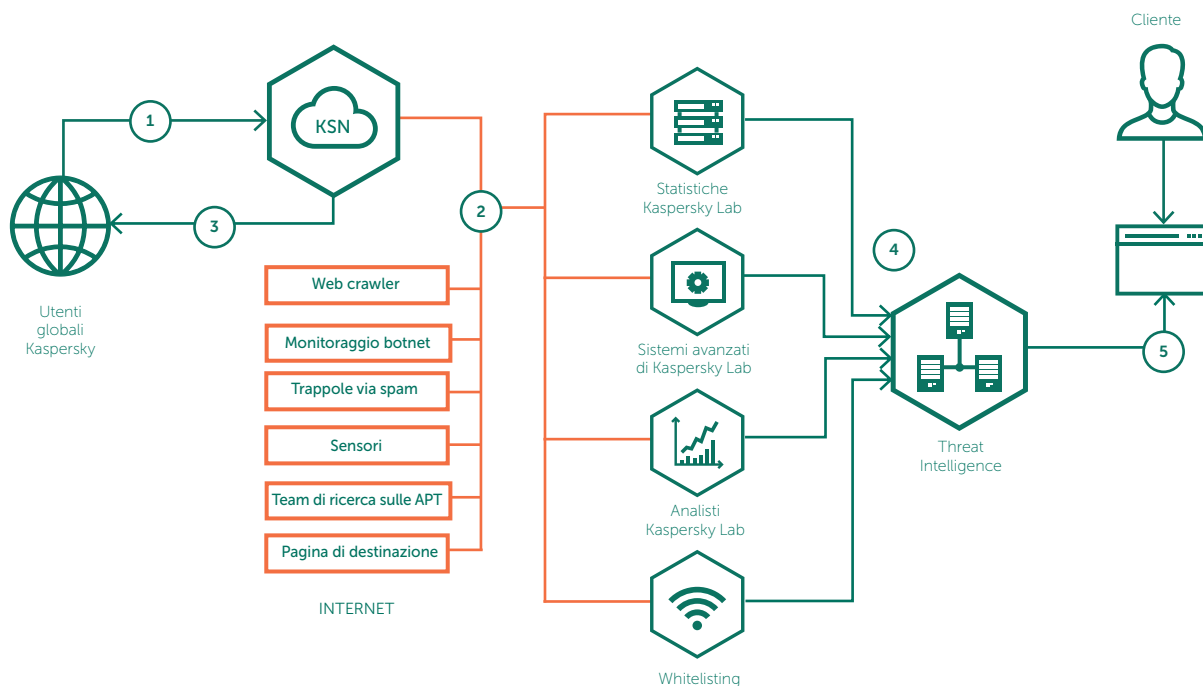 Cliente
1
KSN
2
3
Utenti
globali
Kaspersky
Web crawler
Monitoraggio botnet
Trappole via spam
Sensori
Team di ricerca sulle APT
Pagina di destinazione
INTERNET
Statistiche
Kaspersky Lab
Sistemi avanzati
di Kaspersky Lab
Analisti
Kaspersky Lab
Whitelisting
4
Threat
Intelligence
5